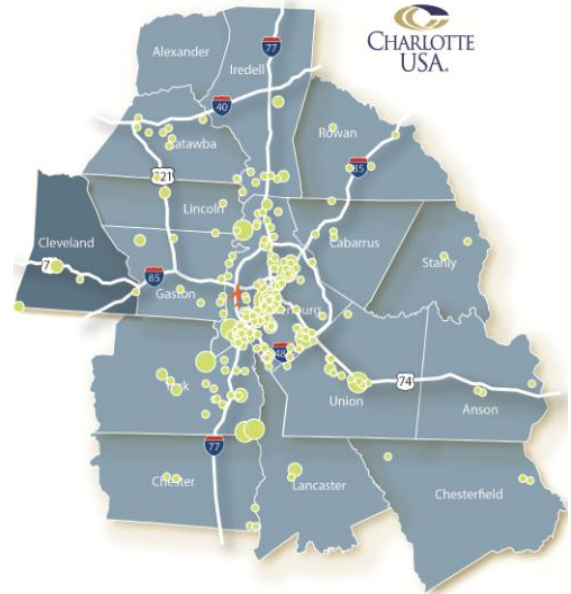 CHARLOTTE
USA.
Alexander
Iredell
77
40
Rowan
Catawba
85
321
Lincoln
Cleveland
Cabarrus
Stanly
85
Gaston
74
Union
Anson
77
Chester
Lancaster
Chesterfield